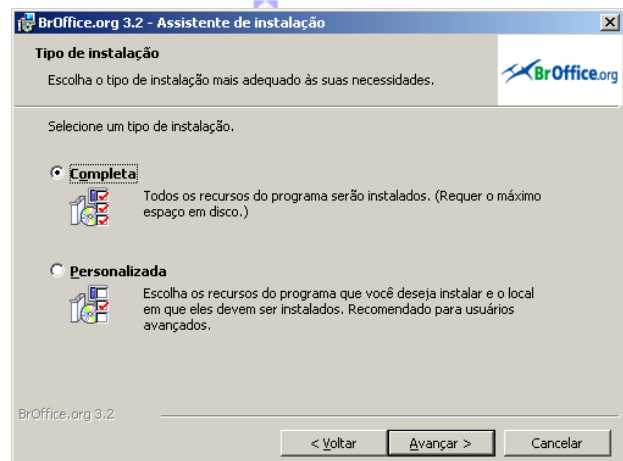 BrOffice.org 3.2 - Assistente de instalação
Tipo de instalação
Escolha o tipo de instalação mais adequado às suas necessidades.
BrOffice.org
Selecione um tipo de instalação.
Completa
Todos os recursos do programa serão instalados. (Requer o máximo
espaço em disco.)
Personalizada
Escolha os recursos do programa que você deseja instalar e o local
em que eles devem ser instalados. Recomendado para usuários
avançados.
BrOffice.org 3.2
< Voltar
Avançar >
Cancelar